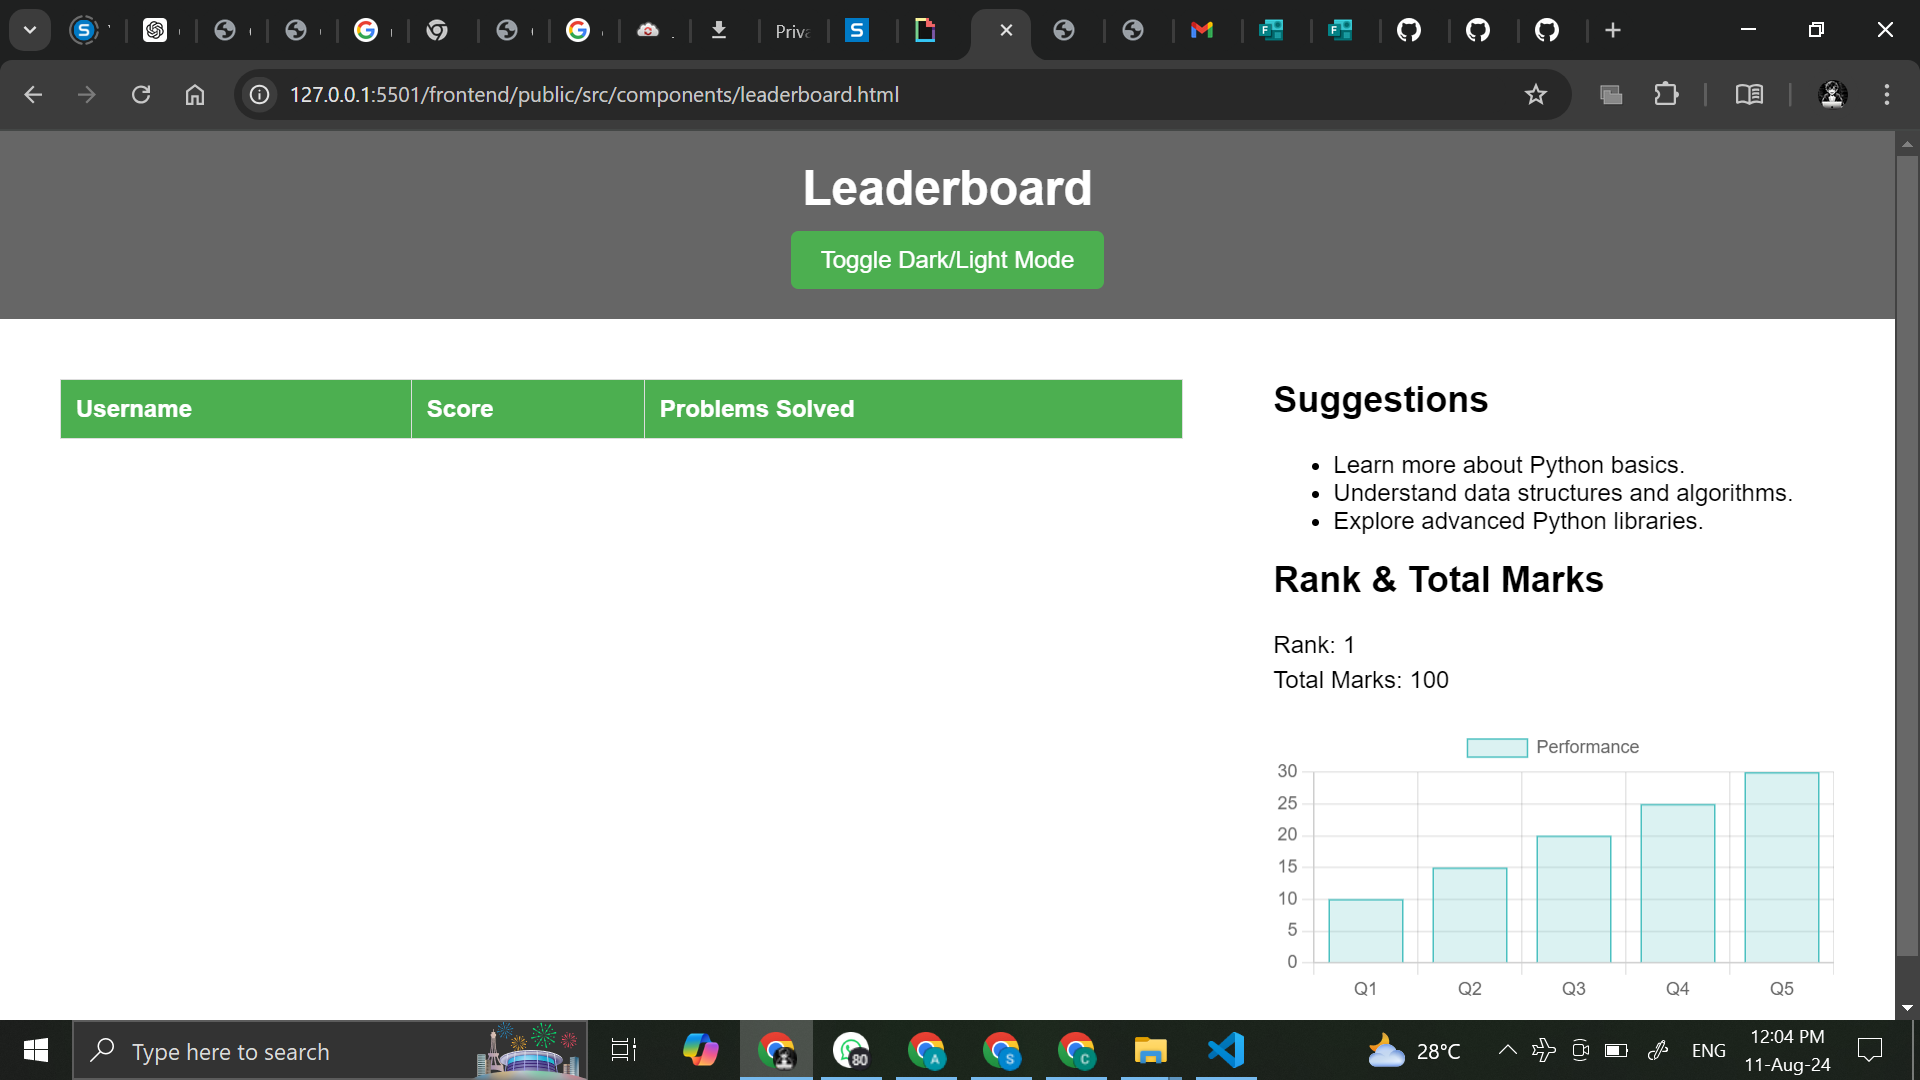 Priva
127.0.0.1:5501/frontend/public/src/components/leaderboard.html
Leaderboard
Toggle Dark/Light Mode
Username Score Problems Solved
Suggestions
• Learn more about Python basics.
• Understand data structures and algorithms.
• Explore advanced Python libraries.
Rank & Total Marks
Rank: 1
Total Marks: 100
Performance
30
25
20
15
10
5
0
Q1 Q2 Q3 Q4 Q5
Type here to search
80
A
S
C
28°C
ENG
12:04 PM
11-Aug-24